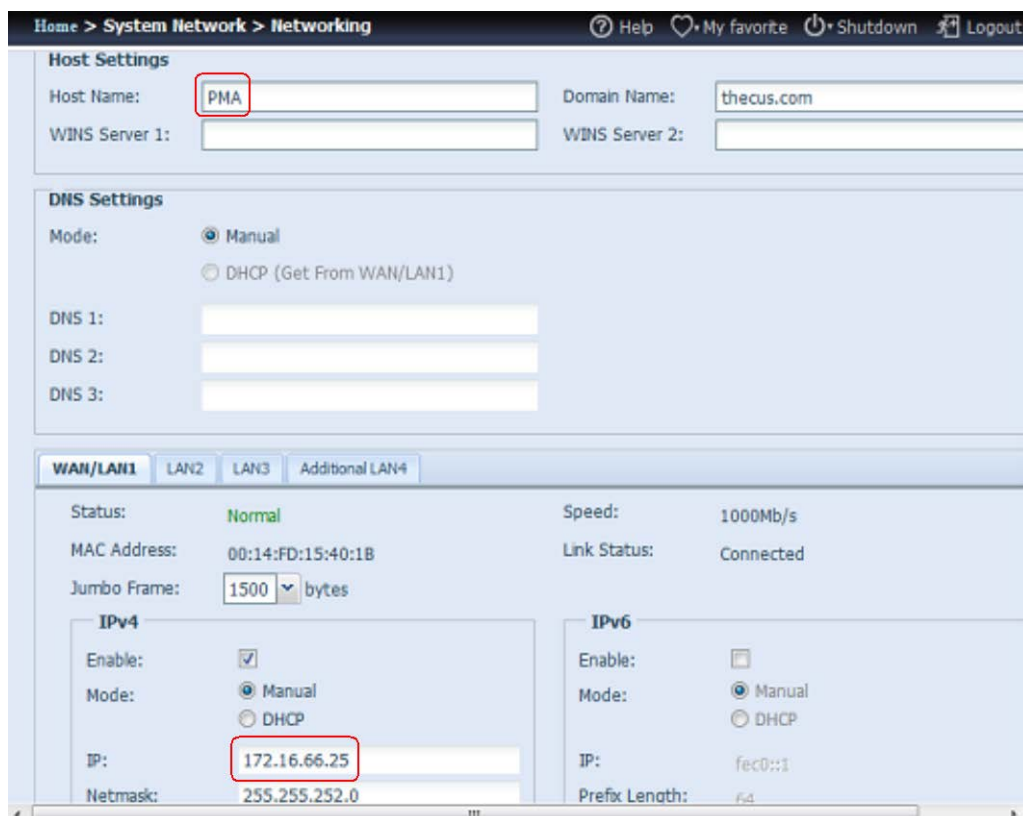 Home > System Network > Networking Help My favorite Shutdown Logout
Host Settings
Host Name: PMA Domain Name: thecus.com
WINS Server 1: WINS Server 2:
DNS Settings
Mode: Manual
DHCP (Get From WAN/LAN1)
DNS 1:
DNS 2:
DNS 3:
WAN/LAN1 LAN2 LAN3 Additional LAN4
Status: Normal Speed: 1000Mb/s
MAC Address: 00:14:FD:15:40:1B Link Status: Connected
Jumbo Frame: 1500 bytes
IPv4 IPv6
Enable: Enable:
Mode: Manual Mode: Manual
DHCP DHCP
IP: 172.16.66.25 IP: fec0::1
Netmask: 255.255.252.0 Prefix Length: 64